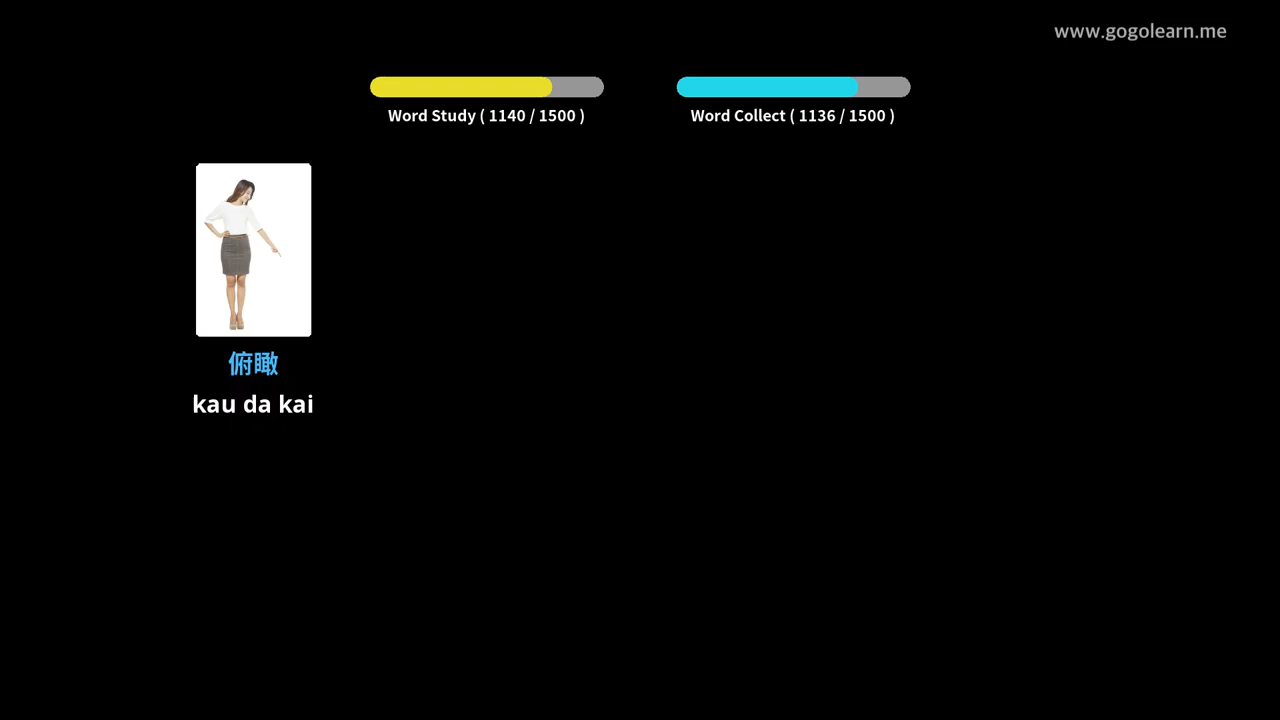 www.gogolearn.me
Word Study ( 1140 / 1500 )
Word Collect ( 1136 / 1500 )
俯瞰
kau da kai